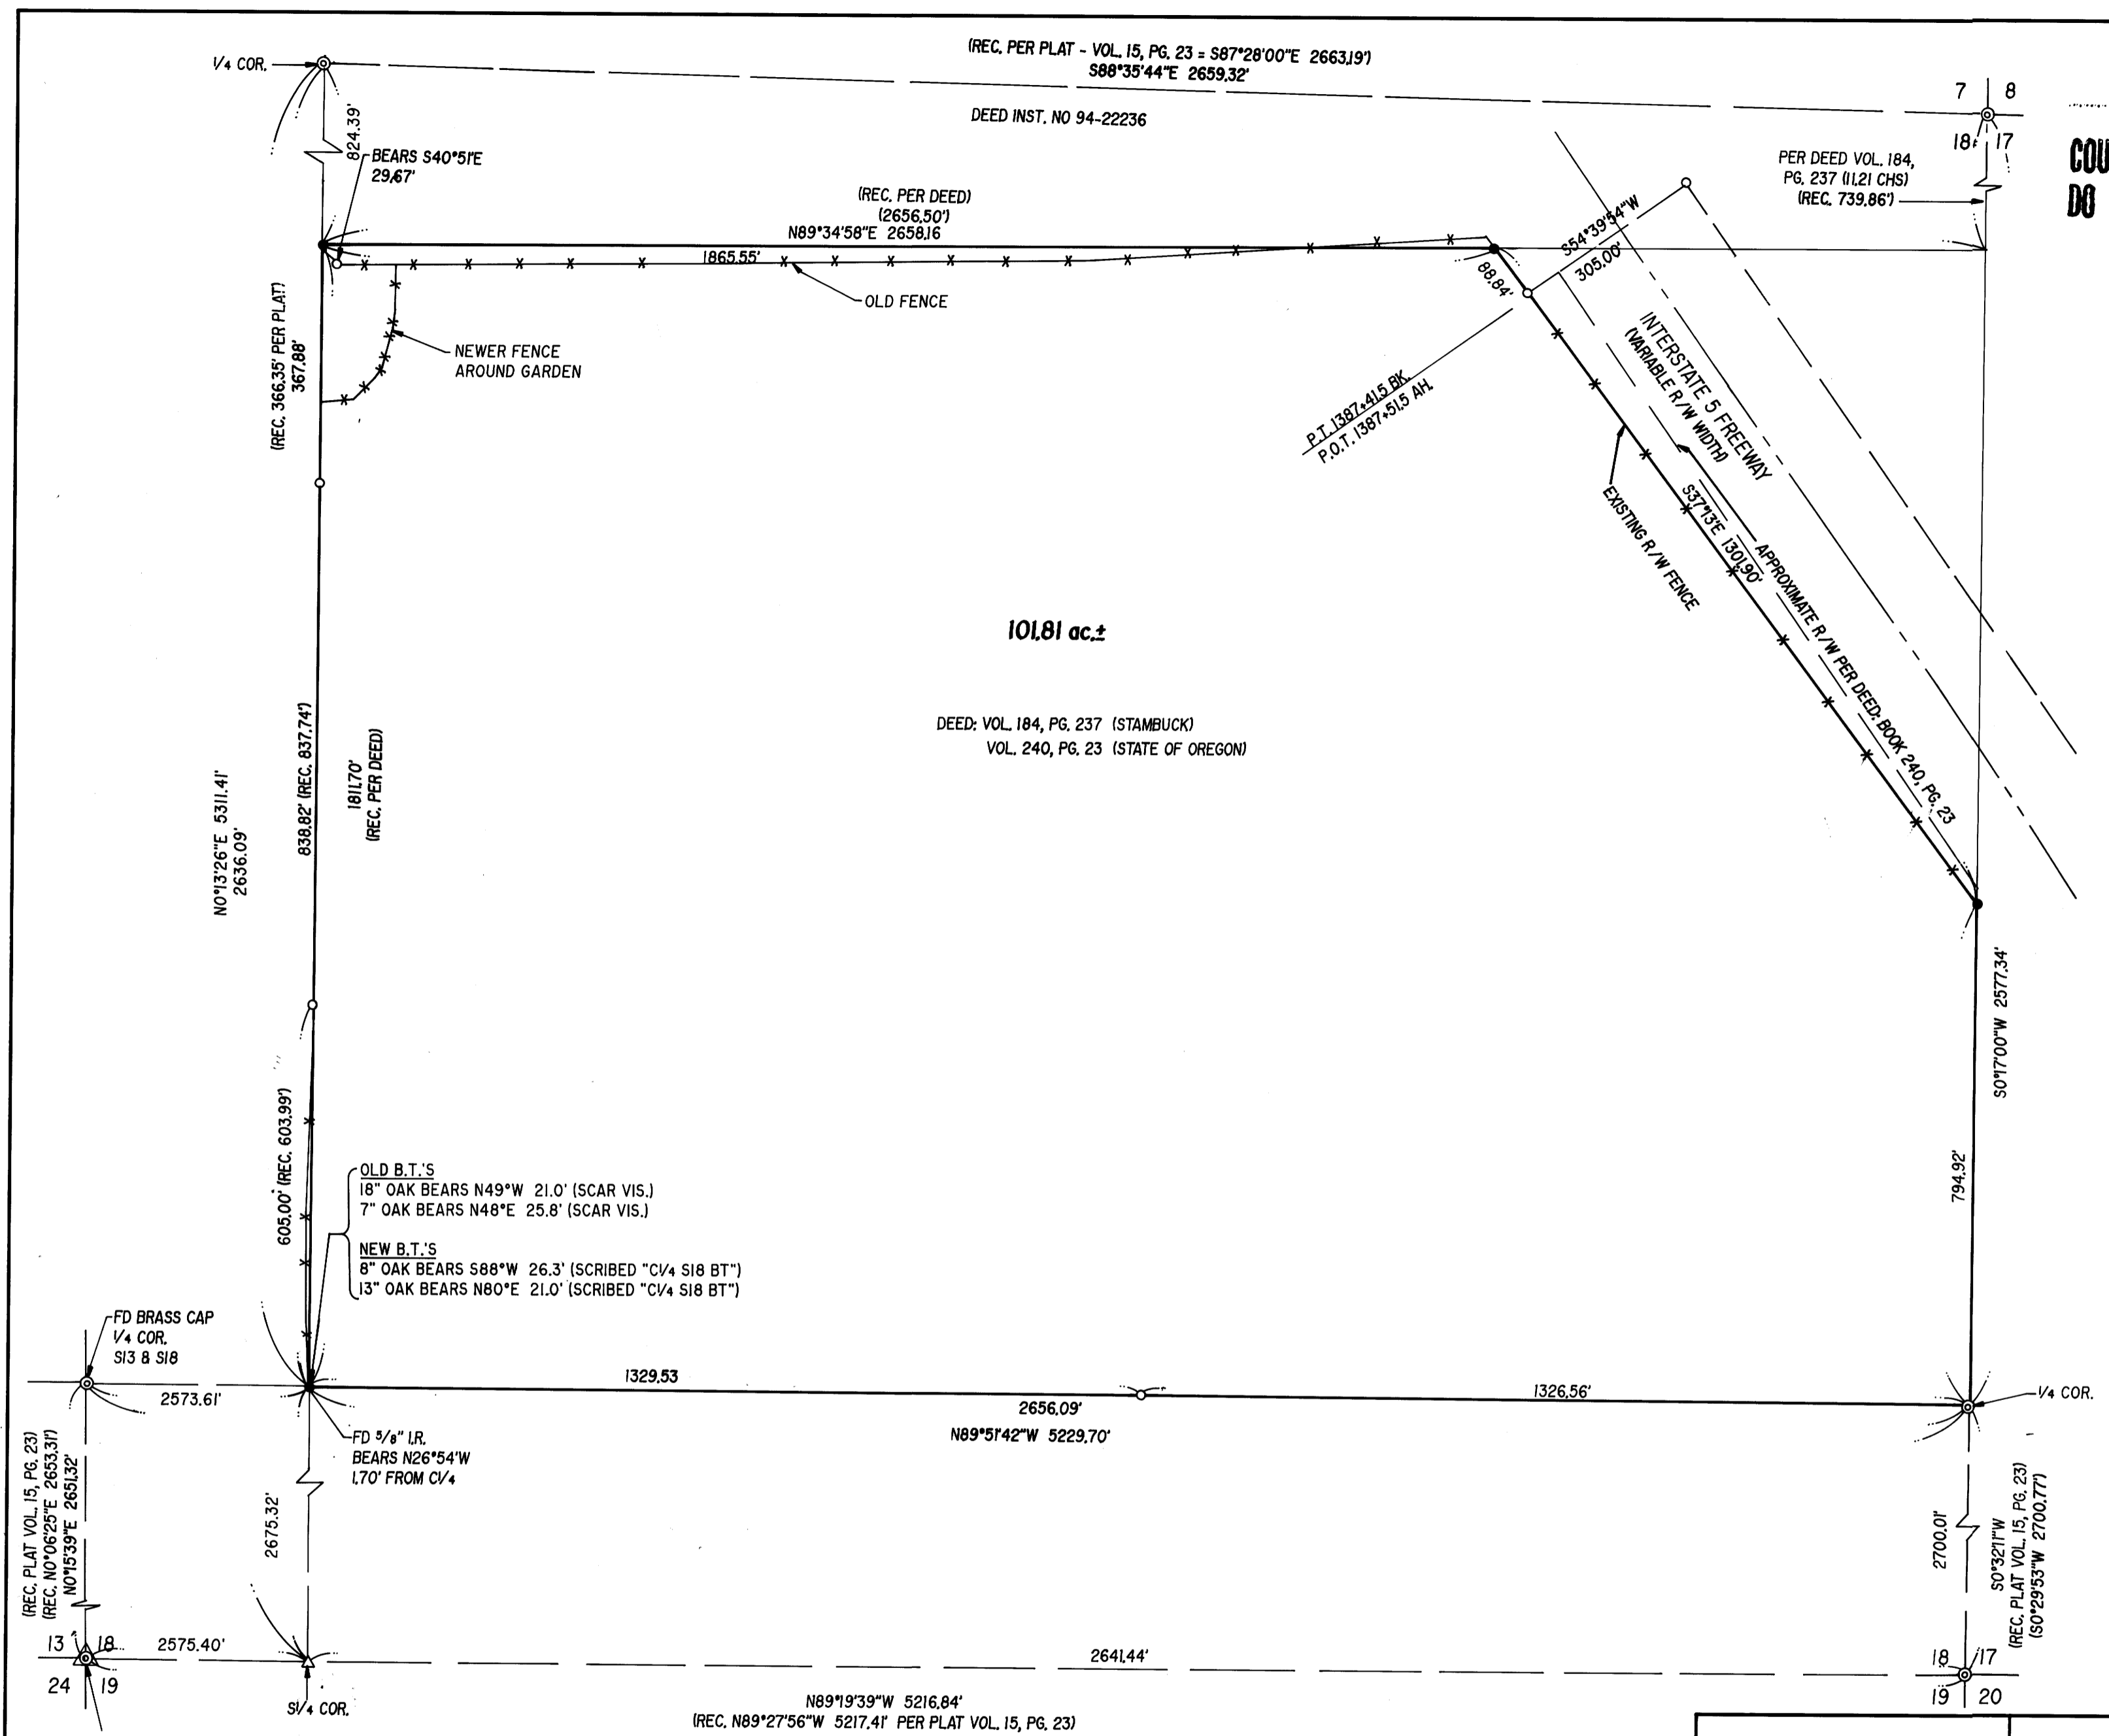 (REC. PER PLAT - VOL. 15, PG. 23 = S87°28'00"E 2663.19')
S88°35'44"E 2659.32'
1/4 COR.
7 8
18 17
DEED INST. NO 94-22236
COU
DO
824.39'
BEARS S40°51'E
29.67'
PER DEED VOL. 184,
PG. 237 (11.21 CHS)
(REC. 739.86')
(REC. PER DEED)
(2656.50')
N89°34'58"E 2658.16
1865.55'
OLD FENCE
S54°39'54"W
305.00'
88.84'
(REC. 366.35' PER PLAT)
367.88'
NEWER FENCE
AROUND GARDEN
INTERSTATE 5 FREEWAY
(VARIABLE R/W WIDTH)
P.T. 1387+41.5 BK.
P.O.T. 1387+51.5 AH.
EXISTING R/W FENCE
S37°13'E 1301.90'
APPROXIMATE R/W PER DEED: BOOK 240, PG. 23
101.81 ac.±
DEED: VOL. 184, PG. 237 (STAMBUCK)
VOL. 240, PG. 23 (STATE OF OREGON)
838.82' (REC. 837.74')
1811.70'
(REC. PER DEED)
N0°13'26"E 5311.41'
2636.09'
S0°17'00"W 2577.34'
794.92'
605.00' (REC. 603.99')
OLD B.T.'S
18" OAK BEARS N49°W 21.0' (SCAR VIS.)
7" OAK BEARS N48°E 25.8' (SCAR VIS.)
NEW B.T.'S
8" OAK BEARS S88°W 26.3' (SCRIBED "C1/4 S18 BT")
13" OAK BEARS N80°E 21.0' (SCRIBED "C1/4 S18 BT")
FD BRASS CAP
1/4 COR.
S13 & S18
2573.61'
1329.53
1326.56'
1/4 COR.
2656.09'
N89°51'42"W 5229.70'
FD 5/8" I.R.
BEARS N26°54'W
1.70' FROM C1/4
(REC. PLAT VOL. 15, PG. 23)
(REC. N0°06'25"E 2653.31')
N0°15'39"E 2651.32'
2675.32'
2700.01'
S0°32'11"W
(REC. PLAT VOL. 15, PG. 23)
(S0°29'53"W 2700.77')
13 18
24 19
2575.40'
2641.44'
18 17
19 20
S1/4 COR.
N89°19'39"W 5216.84'
(REC. N89°27'56"W 5217.41' PER PLAT VOL. 15, PG. 23)